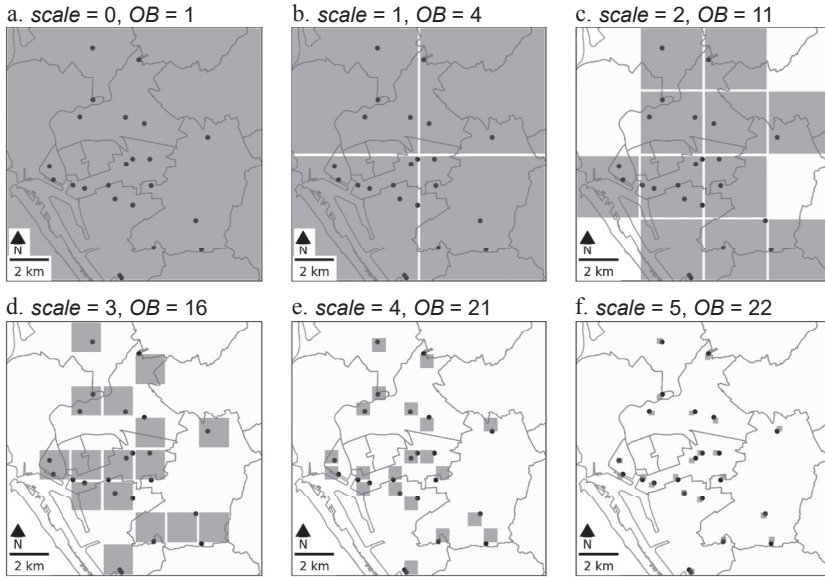 a. scale = 0, OB = 1
b. scale = 1, OB = 4
c. scale = 2, OB = 11
N
2 km
N
2 km
N
2 km
d. scale = 3, OB = 16
e. scale = 4, OB = 21
f. scale = 5, OB = 22
N
2 km
N
2 km
N
2 km